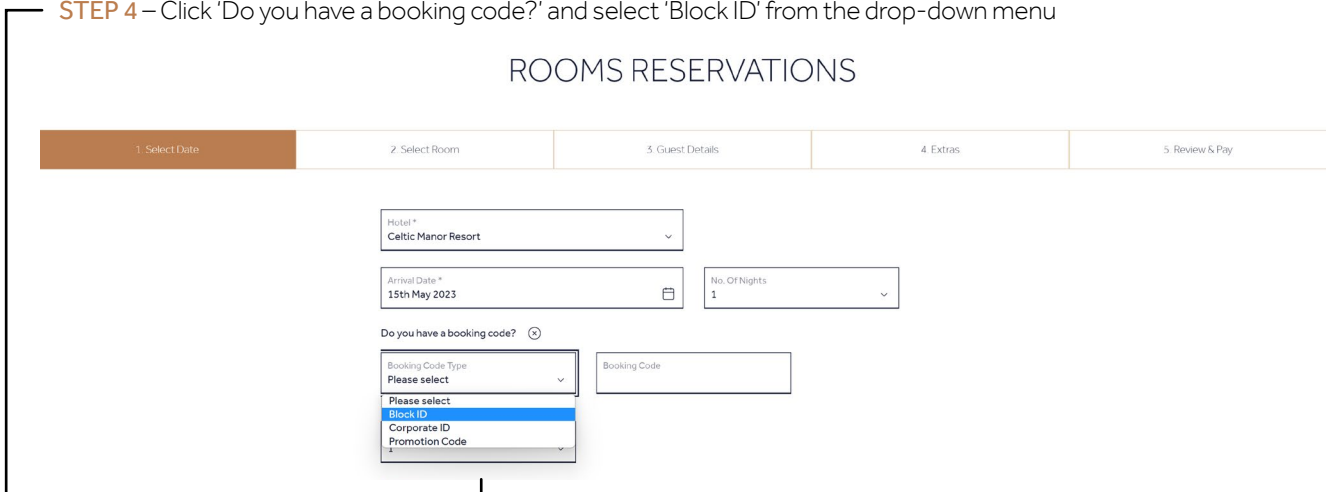 STEP 4 – Click ‘Do you have a booking code?’ and select ‘Block ID’ from the drop-down menu
ROOMS RESERVATIONS
1. Select Date
2. Select Room
3. Guest Details
4. Extras
5. Review & Pay
Hotel *
Celtic Manor Resort
Arrival Date *
15th May 2023
No. Of Nights
1
Do you have a booking code?
Booking Code Type
Please select
Booking Code
Please select
Block ID
Corporate ID
Promotion Code
1